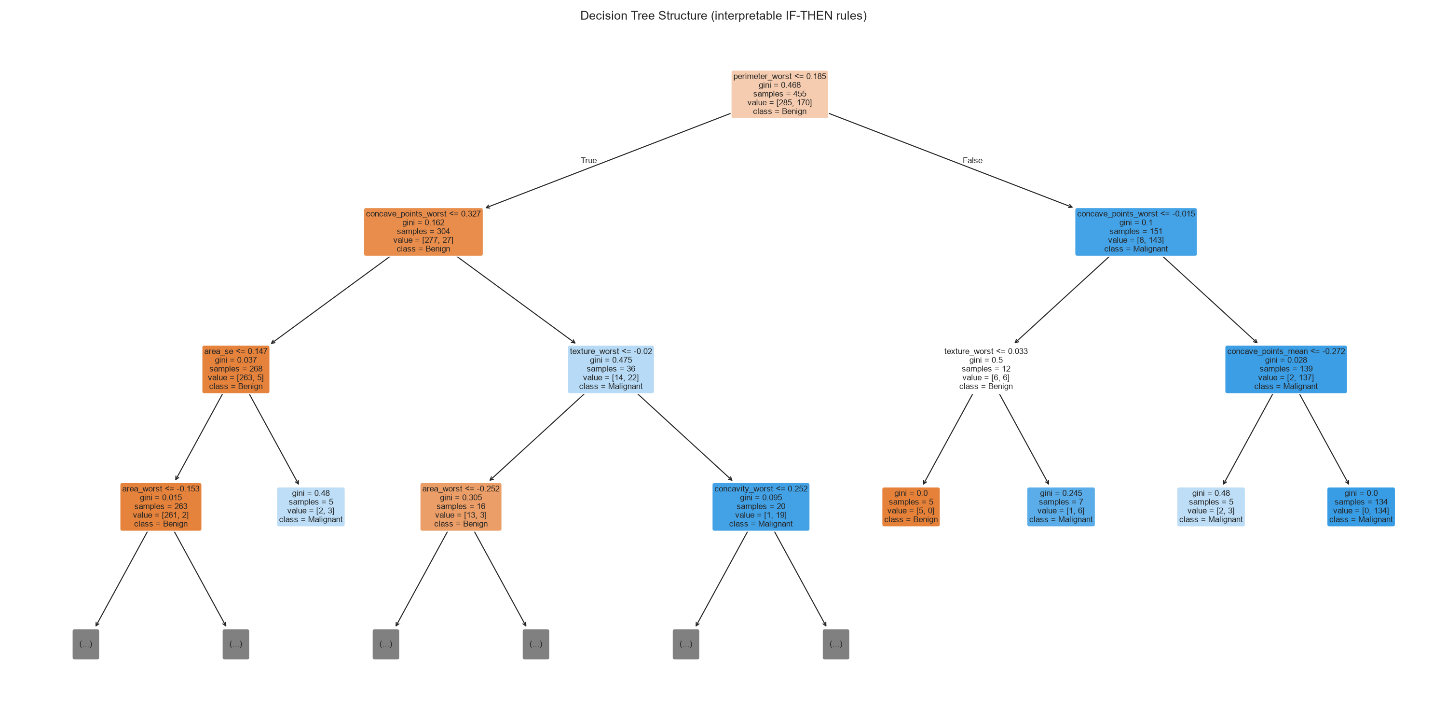 Decision Tree Structure (interpretable IF-THEN rules)
perimeter_worst <= 0.185
gini = 0.468
samples = 455
value = [285, 170]
class = Benign
True
False
concave_points_worst <= 0.327
gini = 0.162
samples = 304
value = [277, 27]
class = Benign
concave_points_worst <= -0.015
gini = 0.1
samples = 151
value = [8, 143]
class = Malignant
area_se <= 0.147
gini = 0.037
samples = 268
value = [263, 5]
class = Benign
texture_worst <= -0.02
gini = 0.475
samples = 36
value = [14, 22]
class = Malignant
texture_worst <= 0.033
gini = 0.5
samples = 12
value = [6, 6]
class = Benign
concave_points_mean <= -0.272
gini = 0.028
samples = 139
value = [2, 137]
class = Malignant
area_worst <= -0.153
gini = 0.015
samples = 263
value = [261, 2]
class = Benign
gini = 0.48
samples = 5
value = [2, 3]
class = Malignant
area_worst <= -0.252
gini = 0.305
samples = 16
value = [13, 3]
class = Benign
concavity_worst <= 0.252
gini = 0.095
samples = 20
value = [1, 19]
class = Malignant
gini = 0.0
samples = 5
value = [5, 0]
class = Benign
gini = 0.245
samples = 7
value = [1, 6]
class = Malignant
gini = 0.48
samples = 5
value = [2, 3]
class = Malignant
gini = 0.0
samples = 134
value = [0, 134]
class = Malignant
(...)
(...)
(...)
(...)
(...)
(...)